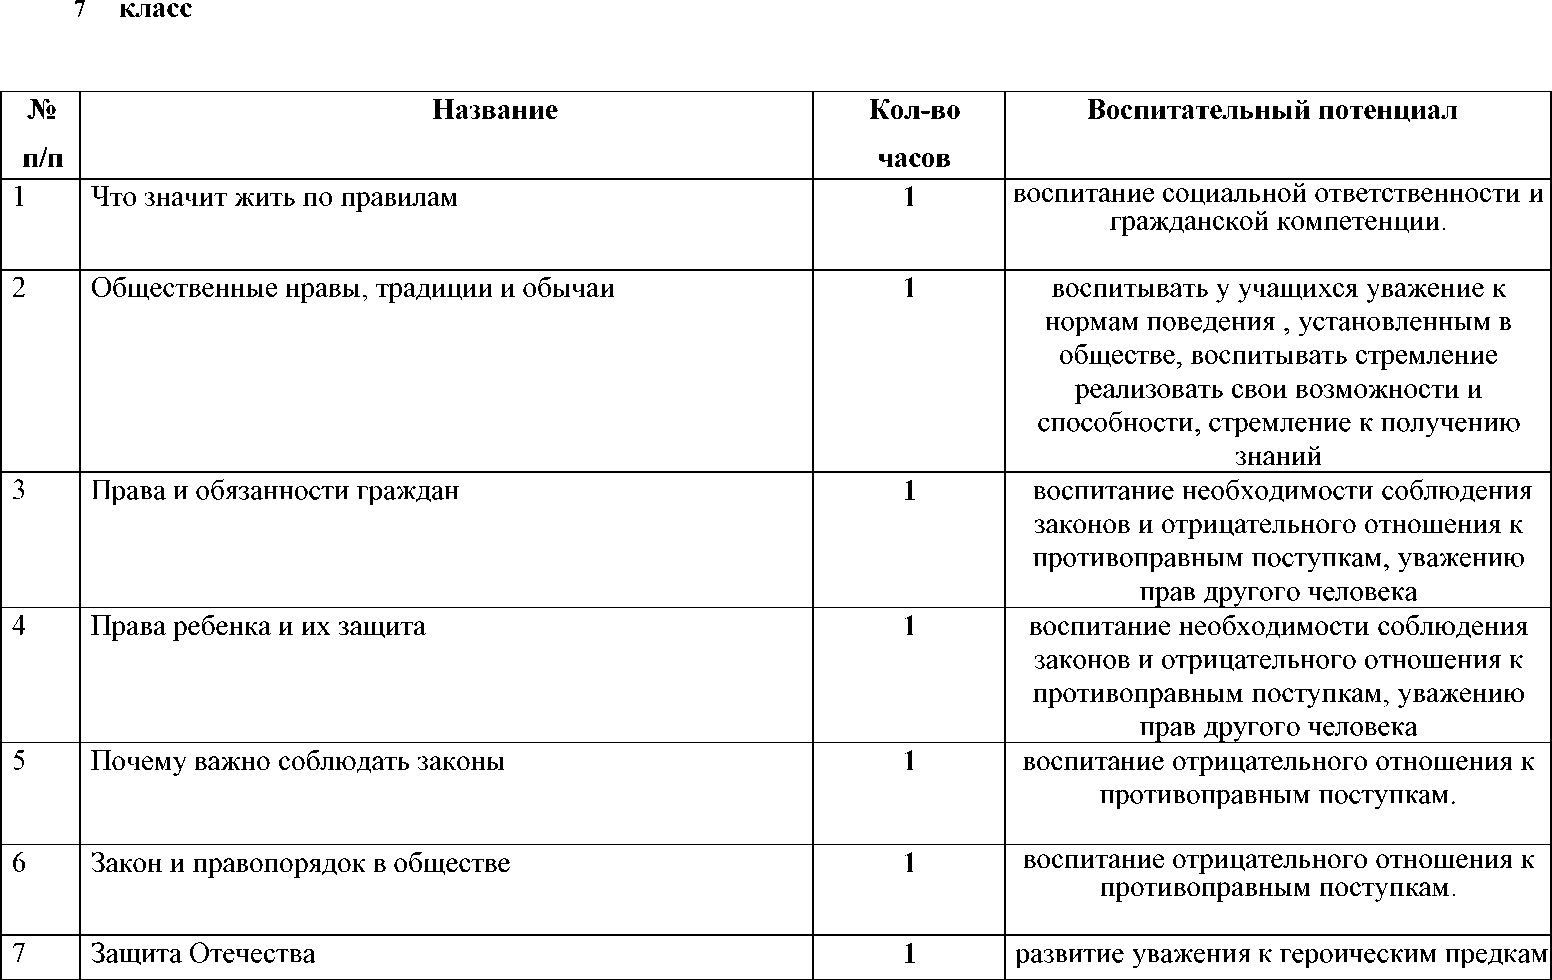 7 класс
№ Название Кол-во Воспитательный потенциал
п/п часов
1 Что значит жить по правилам 1 воспитание социальной ответственности и
гражданской компетенции.
2 Общественные нравы, традиции и обычаи 1 воспитывать у учащихся уважение к
нормам поведения , установленным в
обществе, воспитывать стремление
реализовать свои возможности и
способности, стремление к получению
знаний
3 Права и обязанности граждан 1 воспитание необходимости соблюдения
законов и отрицательного отношения к
противоправным поступкам, уважению
прав другого человека
4 Права ребенка и их защита 1 воспитание необходимости соблюдения
законов и отрицательного отношения к
противоправным поступкам, уважению
прав другого человека
5 Почему важно соблюдать законы 1 воспитание отрицательного отношения к
противоправным поступкам.
6 Закон и правопорядок в обществе 1 воспитание отрицательного отношения к
противоправным поступкам.
7 Защита Отечества 1 развитие уважения к героическим предкам